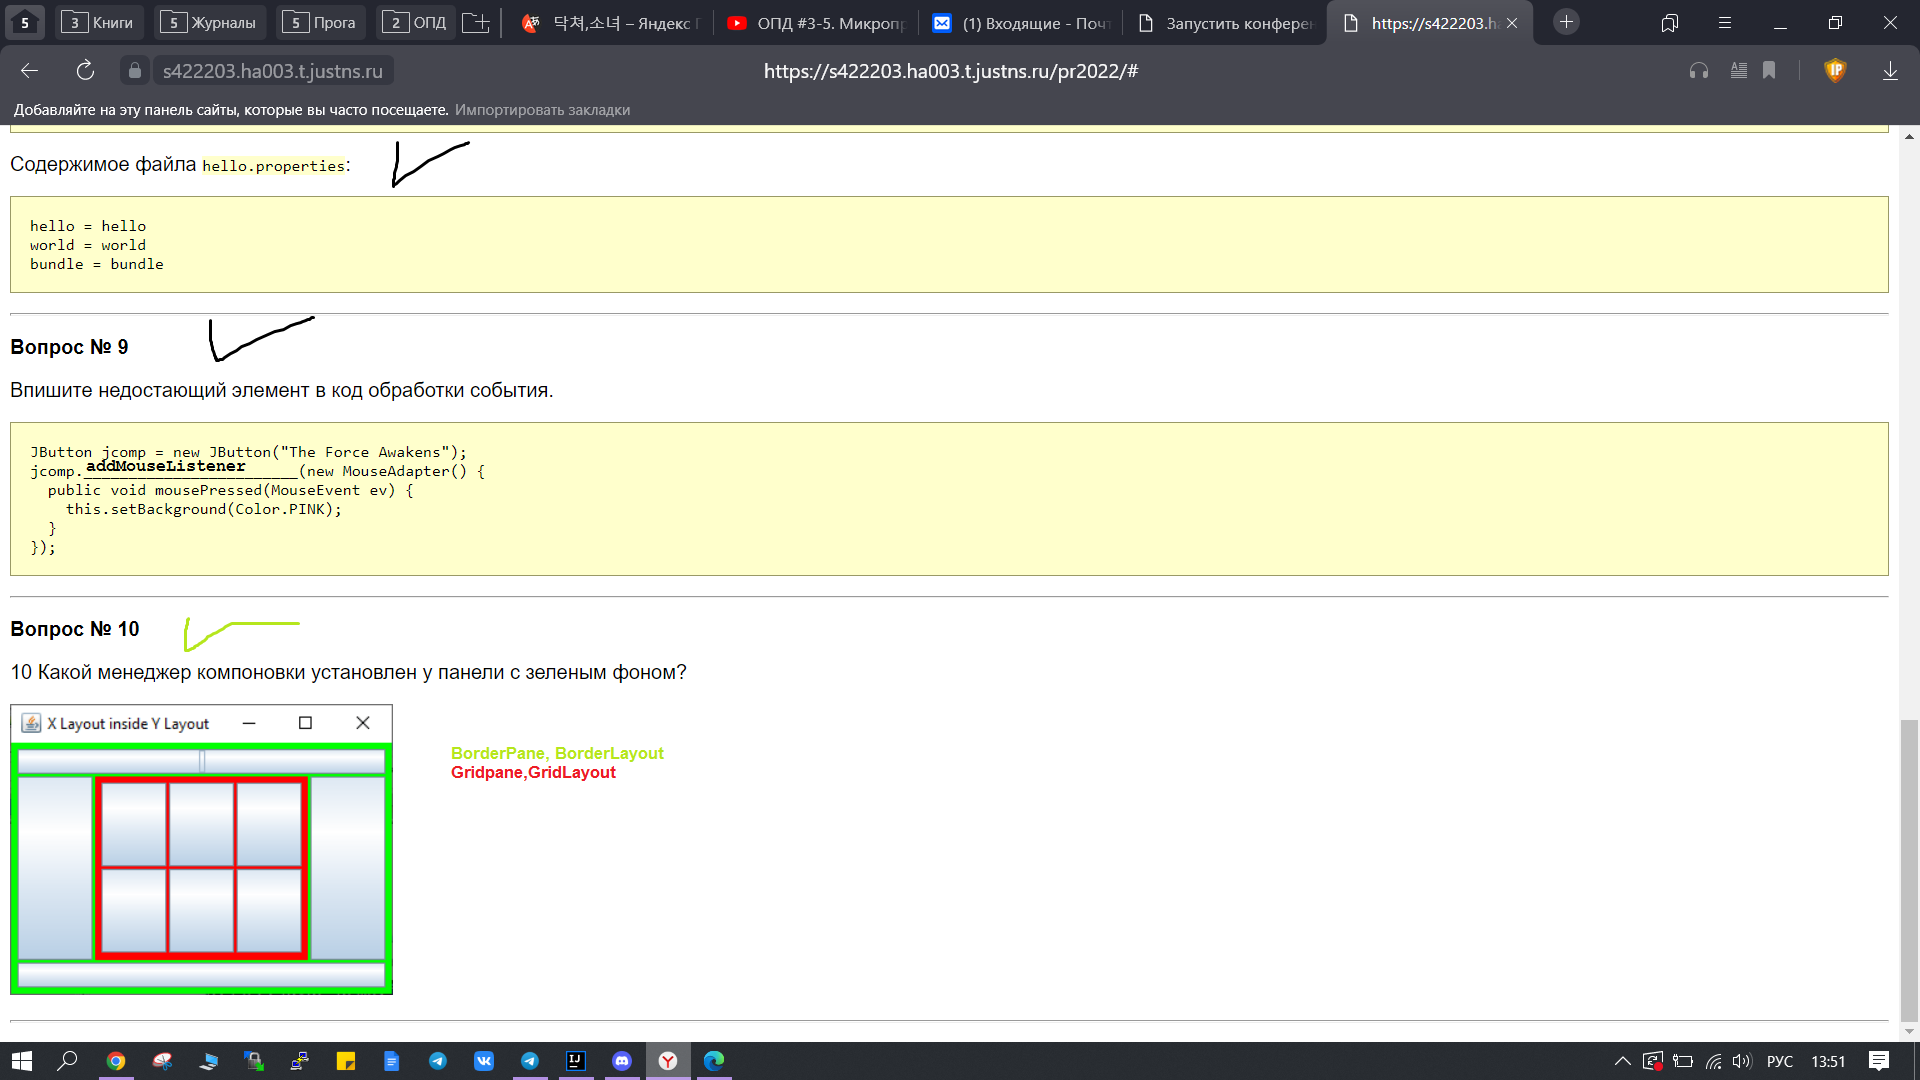 5
3 Книги
5 Журналы
5 Прога
2 ОПД
닥쳐,소녀 – Яндекс
ОПД #3-5. Микропр
(1) Входящие - Почт
Запустить конферен
https://s422203.ha
s422203.ha003.t.justns.ru
https://s422203.ha003.t.justns.ru/pr2022/#
Добавляйте на эту панель сайты, которые вы часто посещаете. Импортировать закладки
Содержимое файла hello.properties:
hello = hello
world = world
bundle = bundle
Вопрос № 9
Впишите недостающий элемент в код обработки события.
JButton jcomp = new JButton("The Force Awakens");
jcomp.addMouseListener(new MouseAdapter() {
public void mousePressed(MouseEvent ev) {
this.setBackground(Color.PINK);
}
});
Вопрос № 10
10 Какой менеджер компоновки установлен у панели с зеленым фоном?
X Layout inside Y Layout
BorderPane, BorderLayout
Gridpane,GridLayout
РУС
13:51